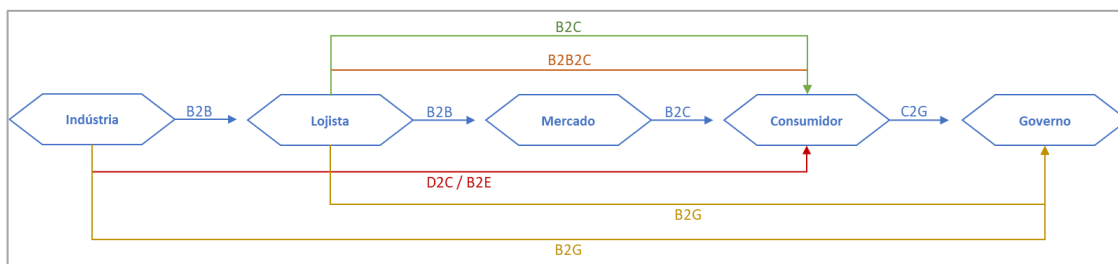 B2C
B2B2C
Indústria
B2B
Lojista
B2B
Mercado
B2C
Consumidor
C2G
Governo
D2C / B2E
B2G
B2G